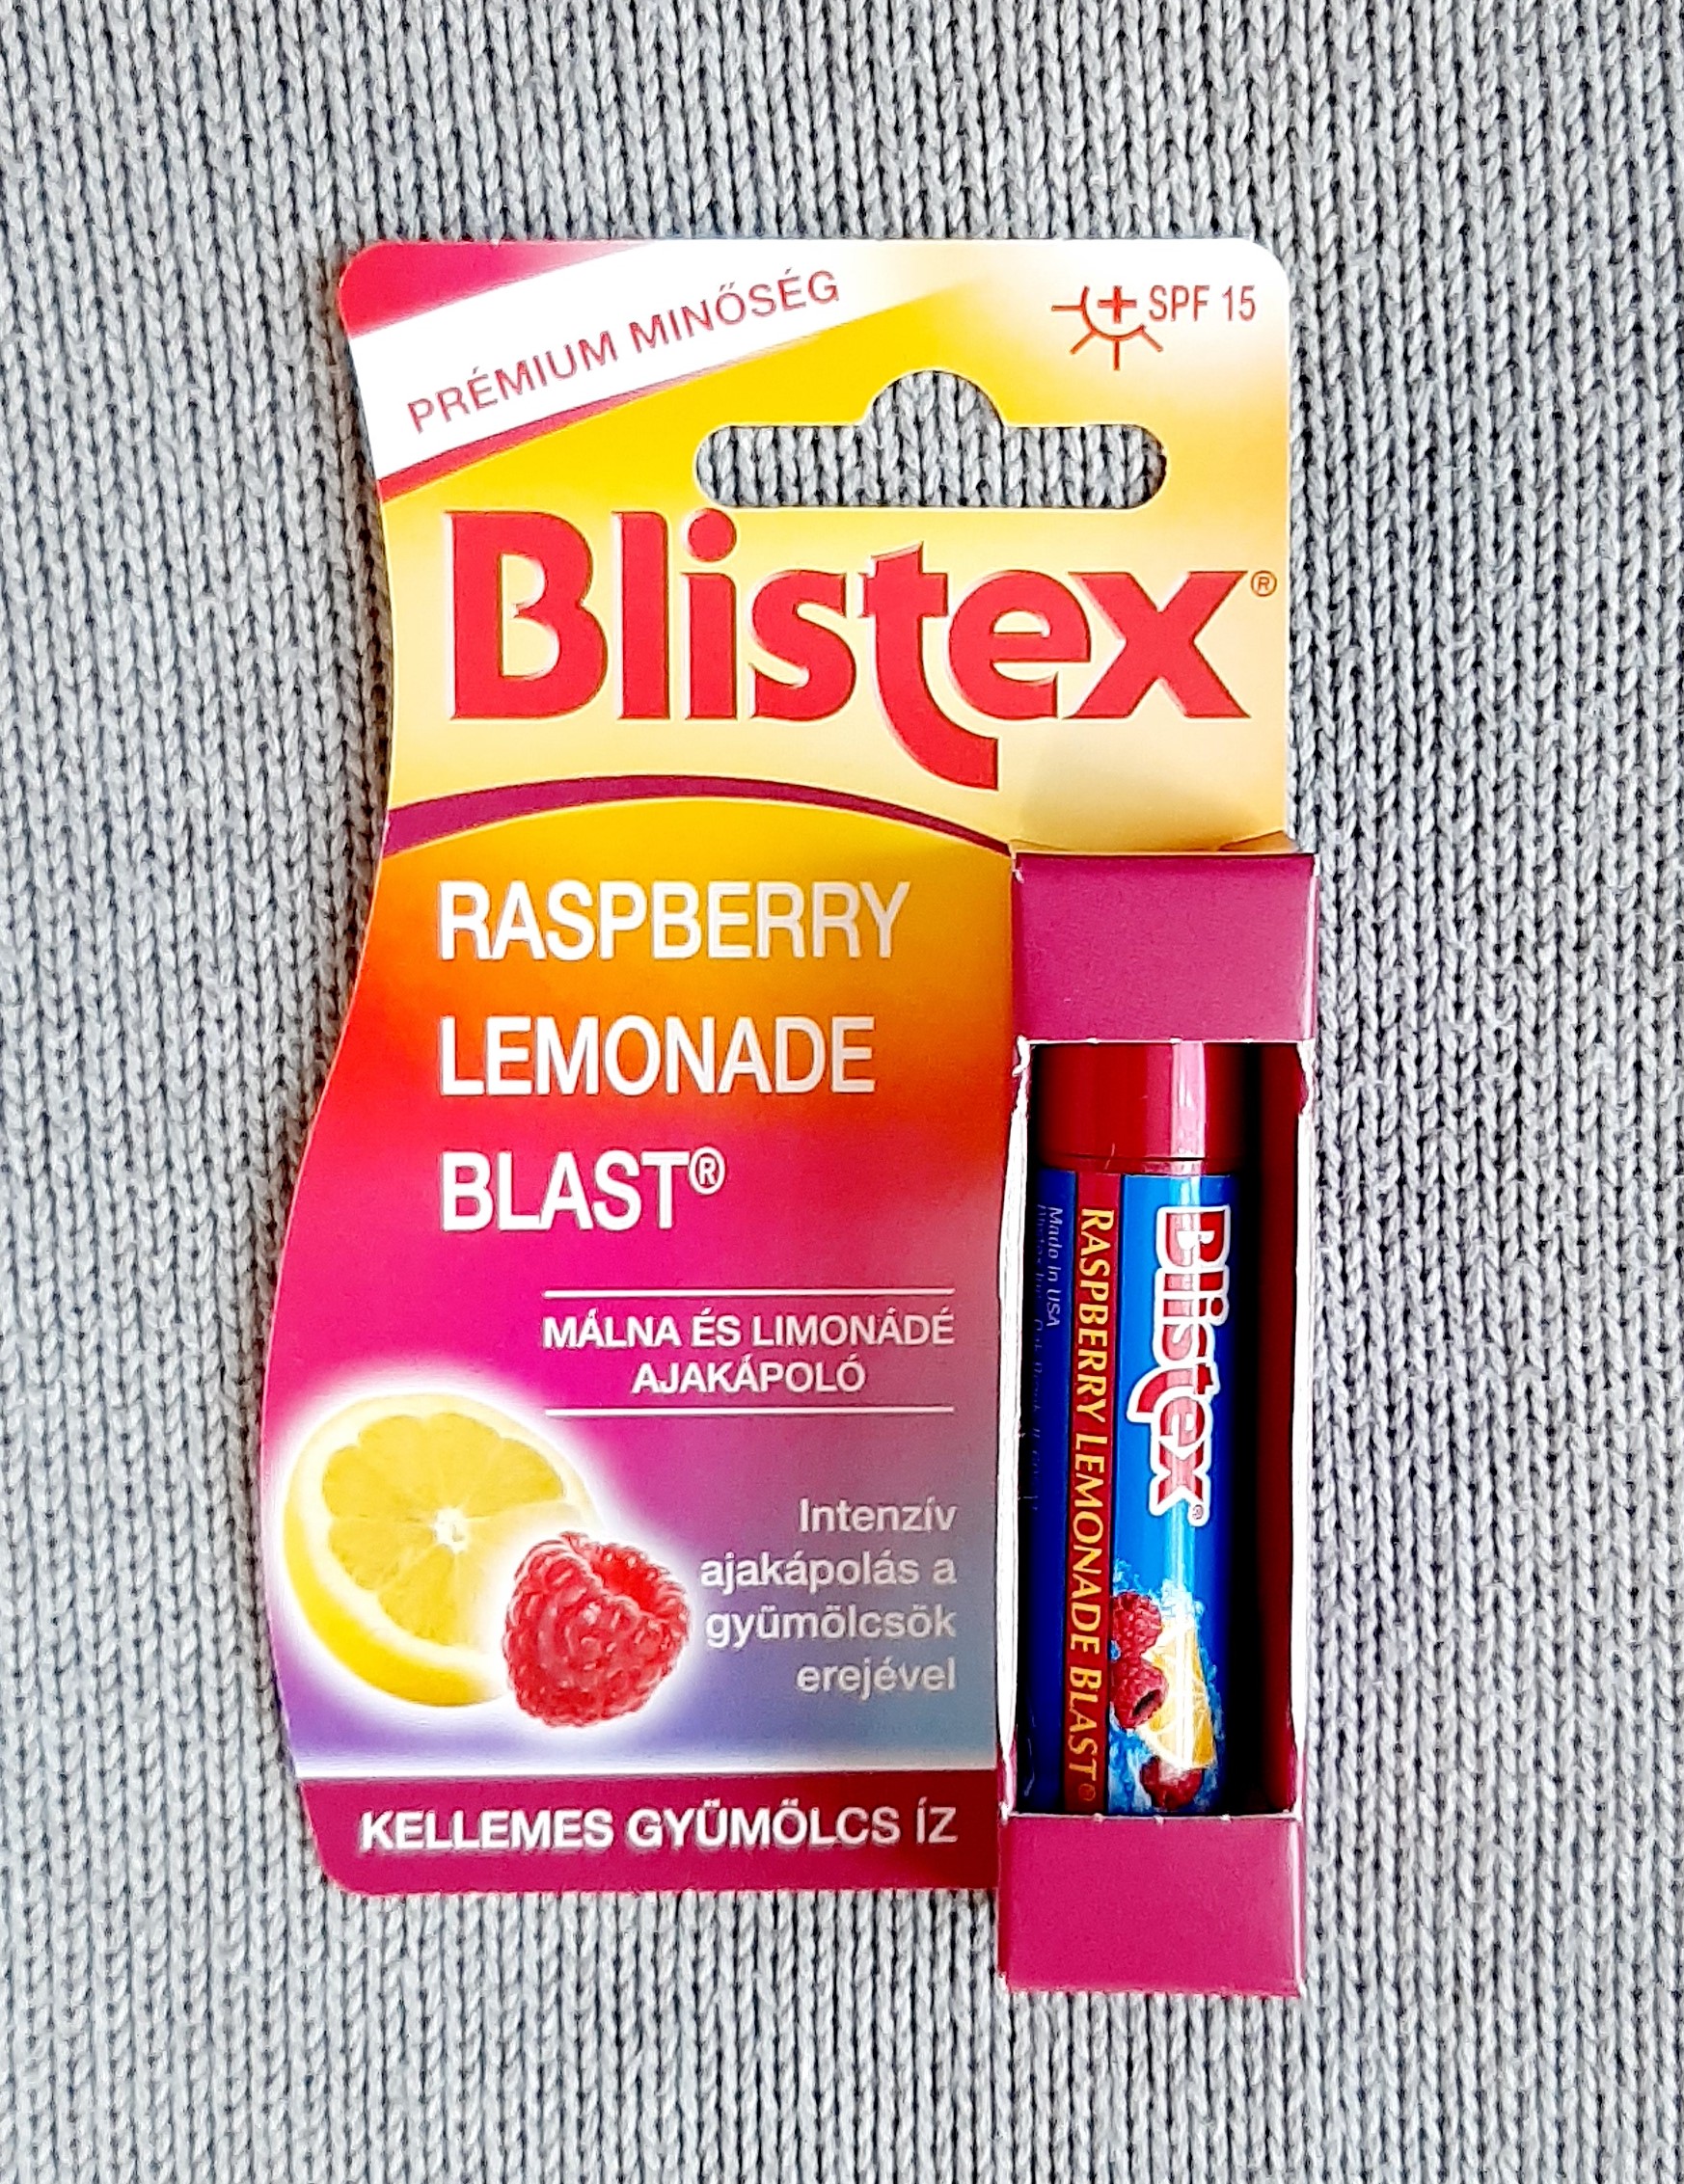 PRÉMIUM MINŐSÉG
SPF 15
Blistex®
RASPBERRY
LEMONADE
BLAST®
MÁLNA ÉS LIMONÁDÉ
AJAKÁPOLÓ
Intenzív
ajakápolás a
gyümölcsök
erejével
KELLEMES GYÜMÖLCS ÍZ
Blistex®
RASPBERRY LEMONADE BLAST®
Made in USA